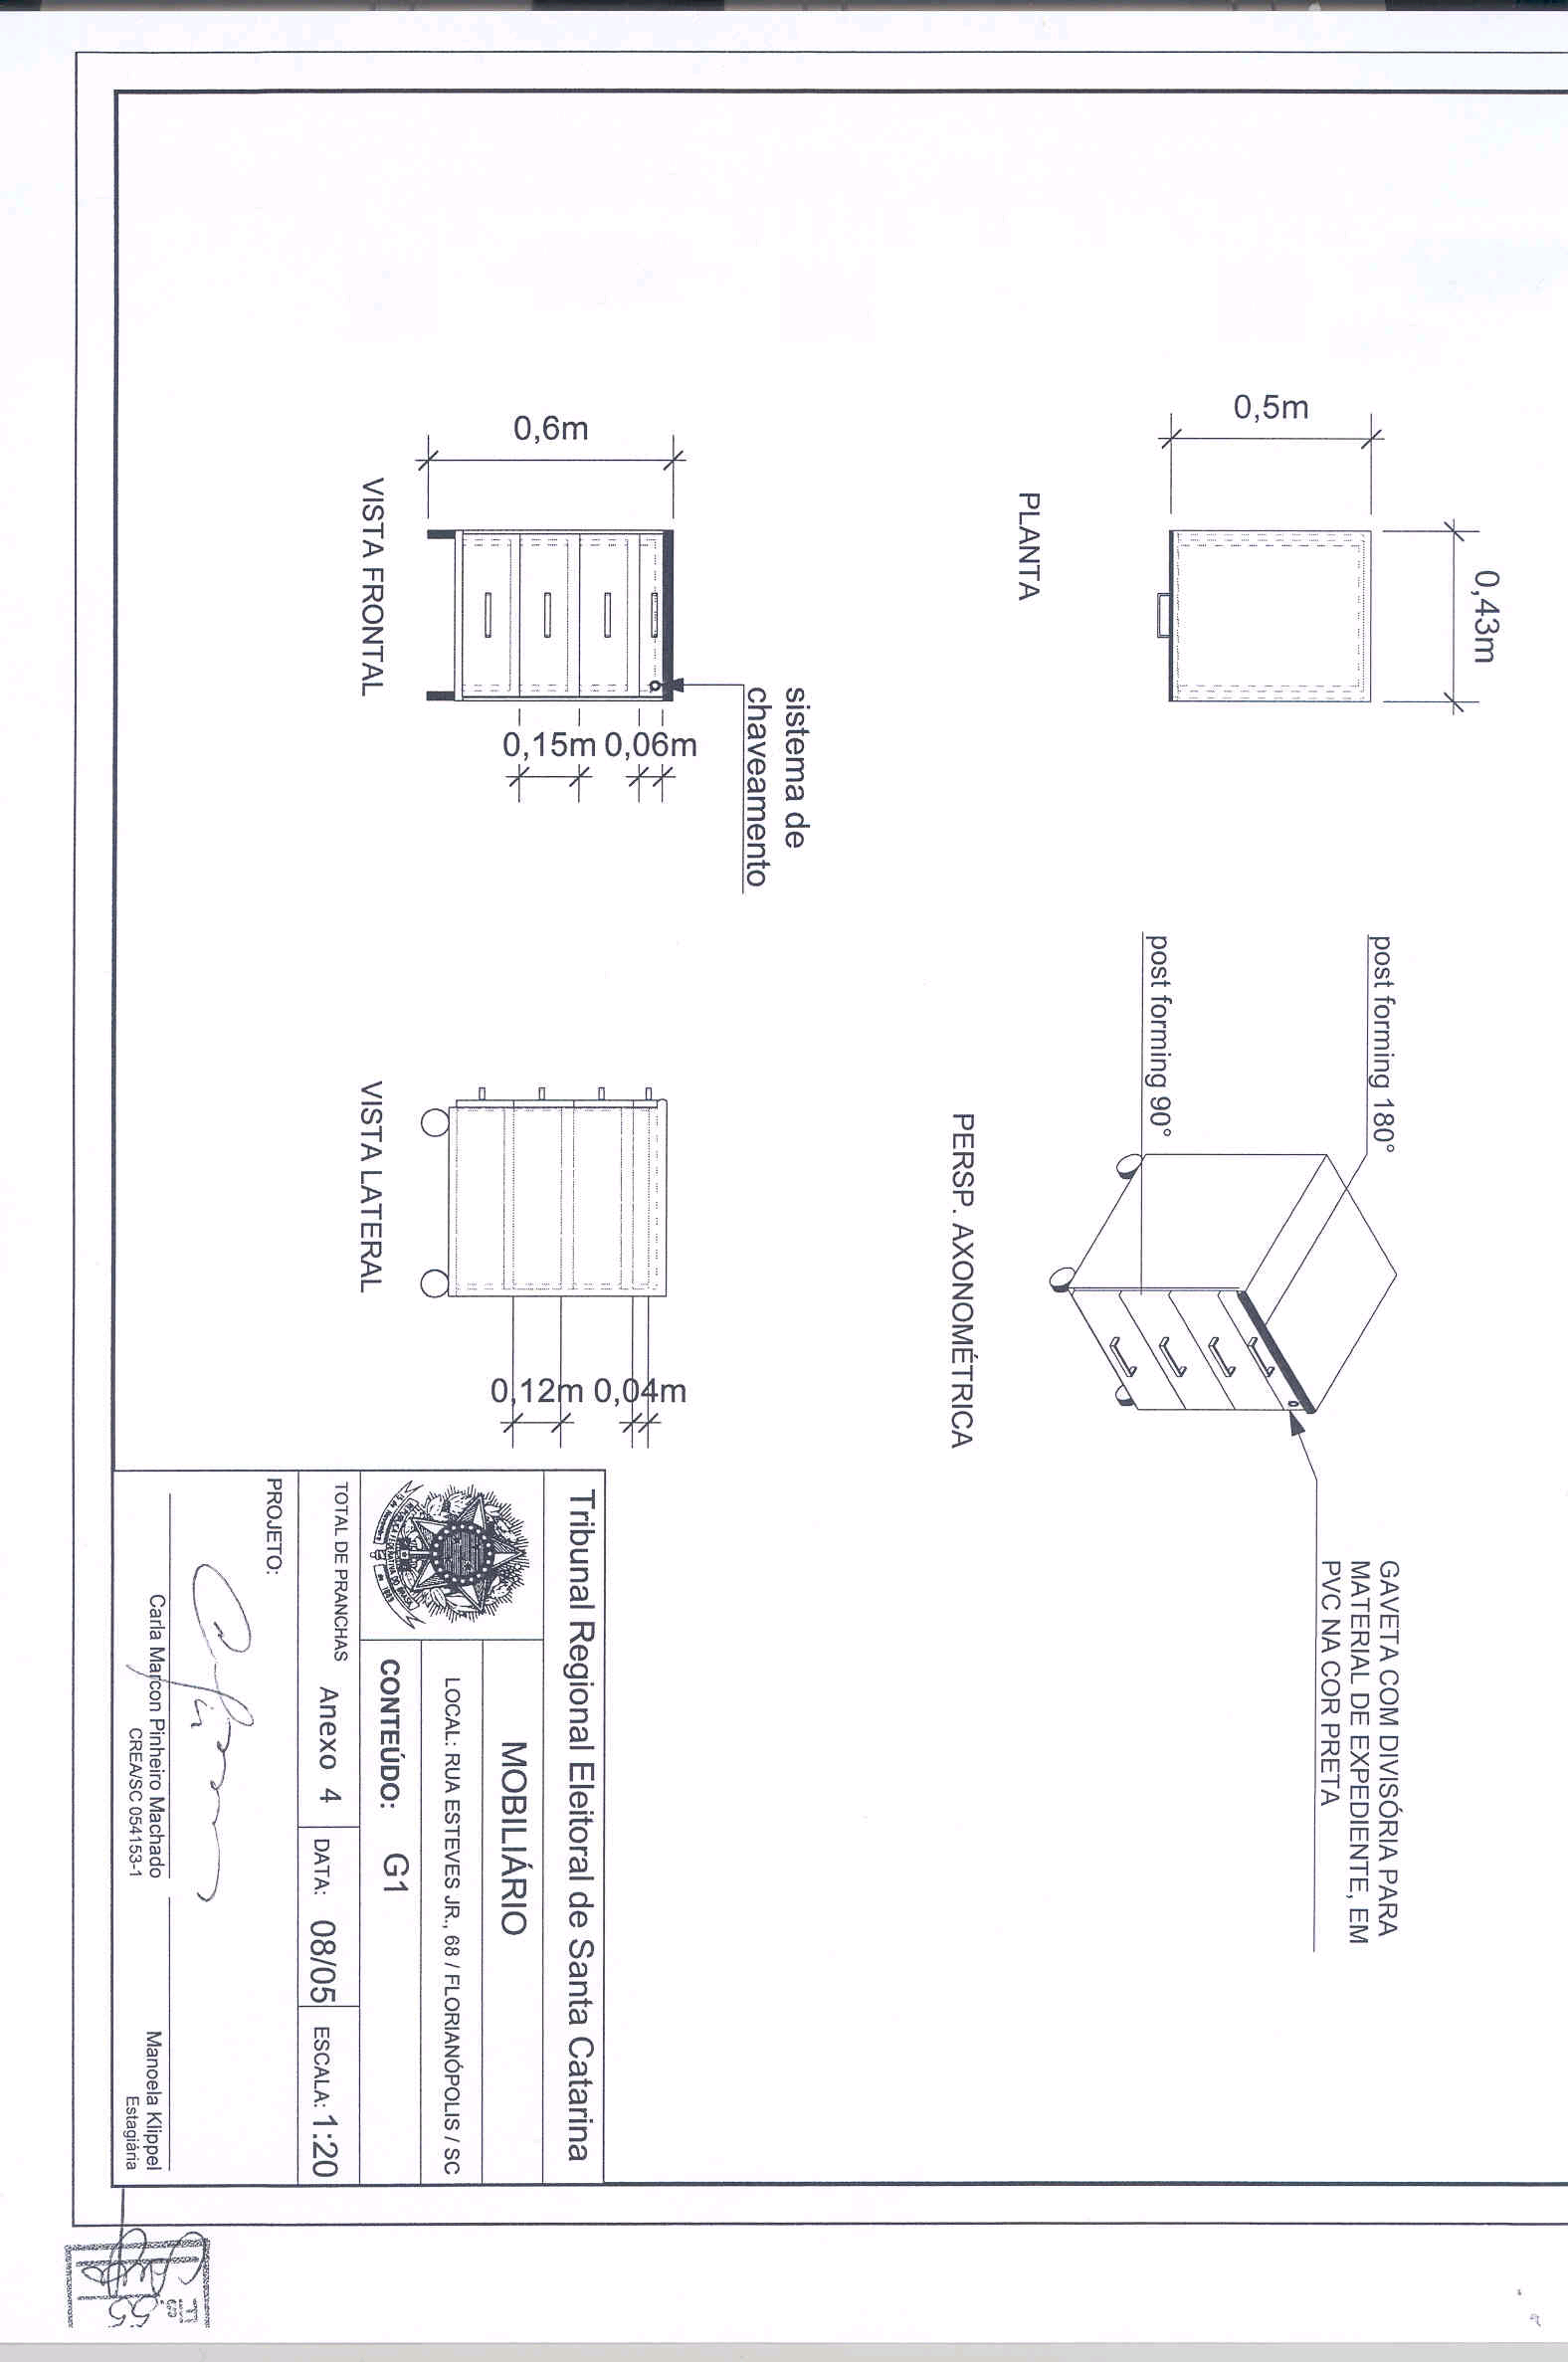 0,43m
0,5m
PLANTA
post forming 180°
post forming 90°
PERSP. AXONOMÉTRICA
GAVETA COM DIVISÓRIA PARA
MATERIAL DE EXPEDIENTE, EM
PVC NA COR PRETA
sistema de
chaveamento
0,6m
0,06m
0,15m
VISTA FRONTAL
0,04m
0,12m
VISTA LATERAL
Tribunal Regional Eleitoral de Santa Catarina
MOBILIÁRIO
LOCAL: RUA ESTEVES JR., 68 / FLORIANÓPOLIS / SC
CONTEÚDO: G1
TOTAL DE PRANCHAS Anexo 4 DATA: 08/05 ESCALA: 1:20
PROJETO:
Carla Marcon Pinheiro Machado
CREA/SC 054153-1
Manoela Klippel
Estagiária